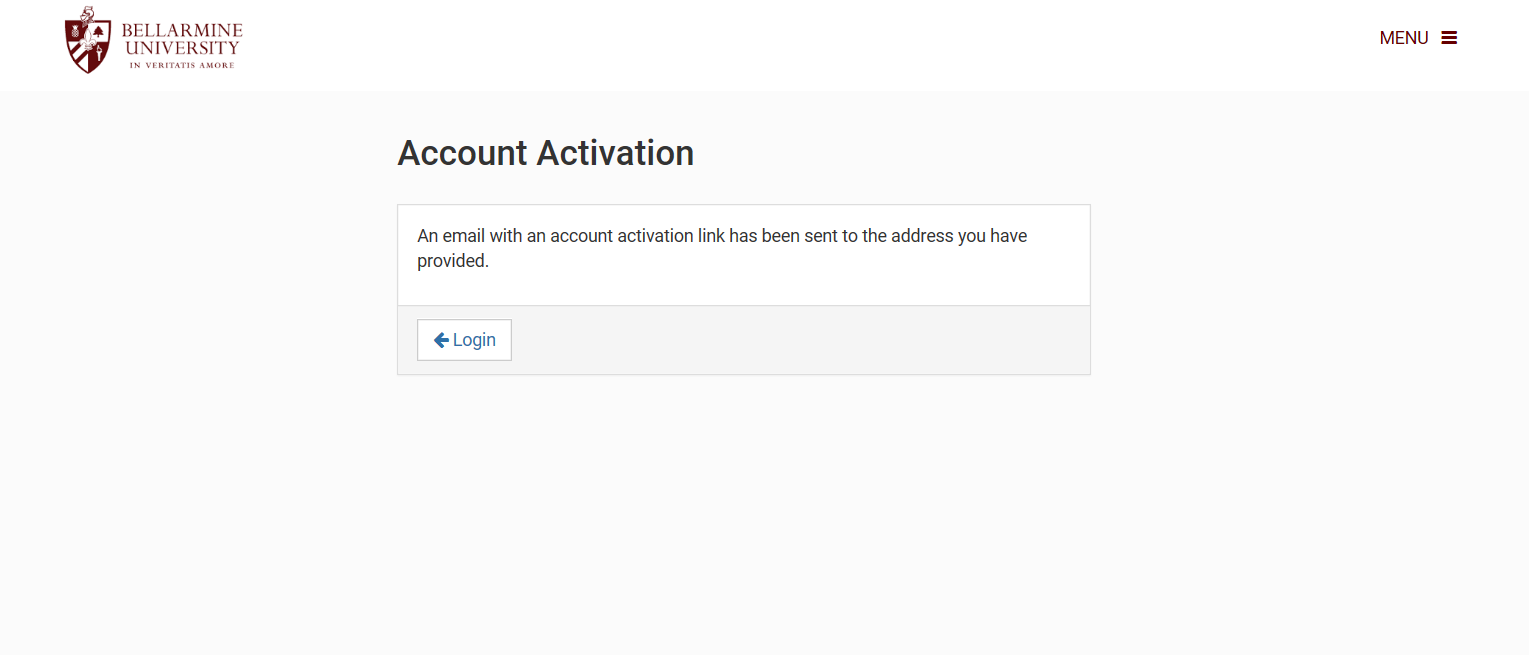 BELLARMINE
UNIVERSITY
IN VERITATIS AMORE
MENU
Account Activation
An email with an account activation link has been sent to the address you have
provided.
Login